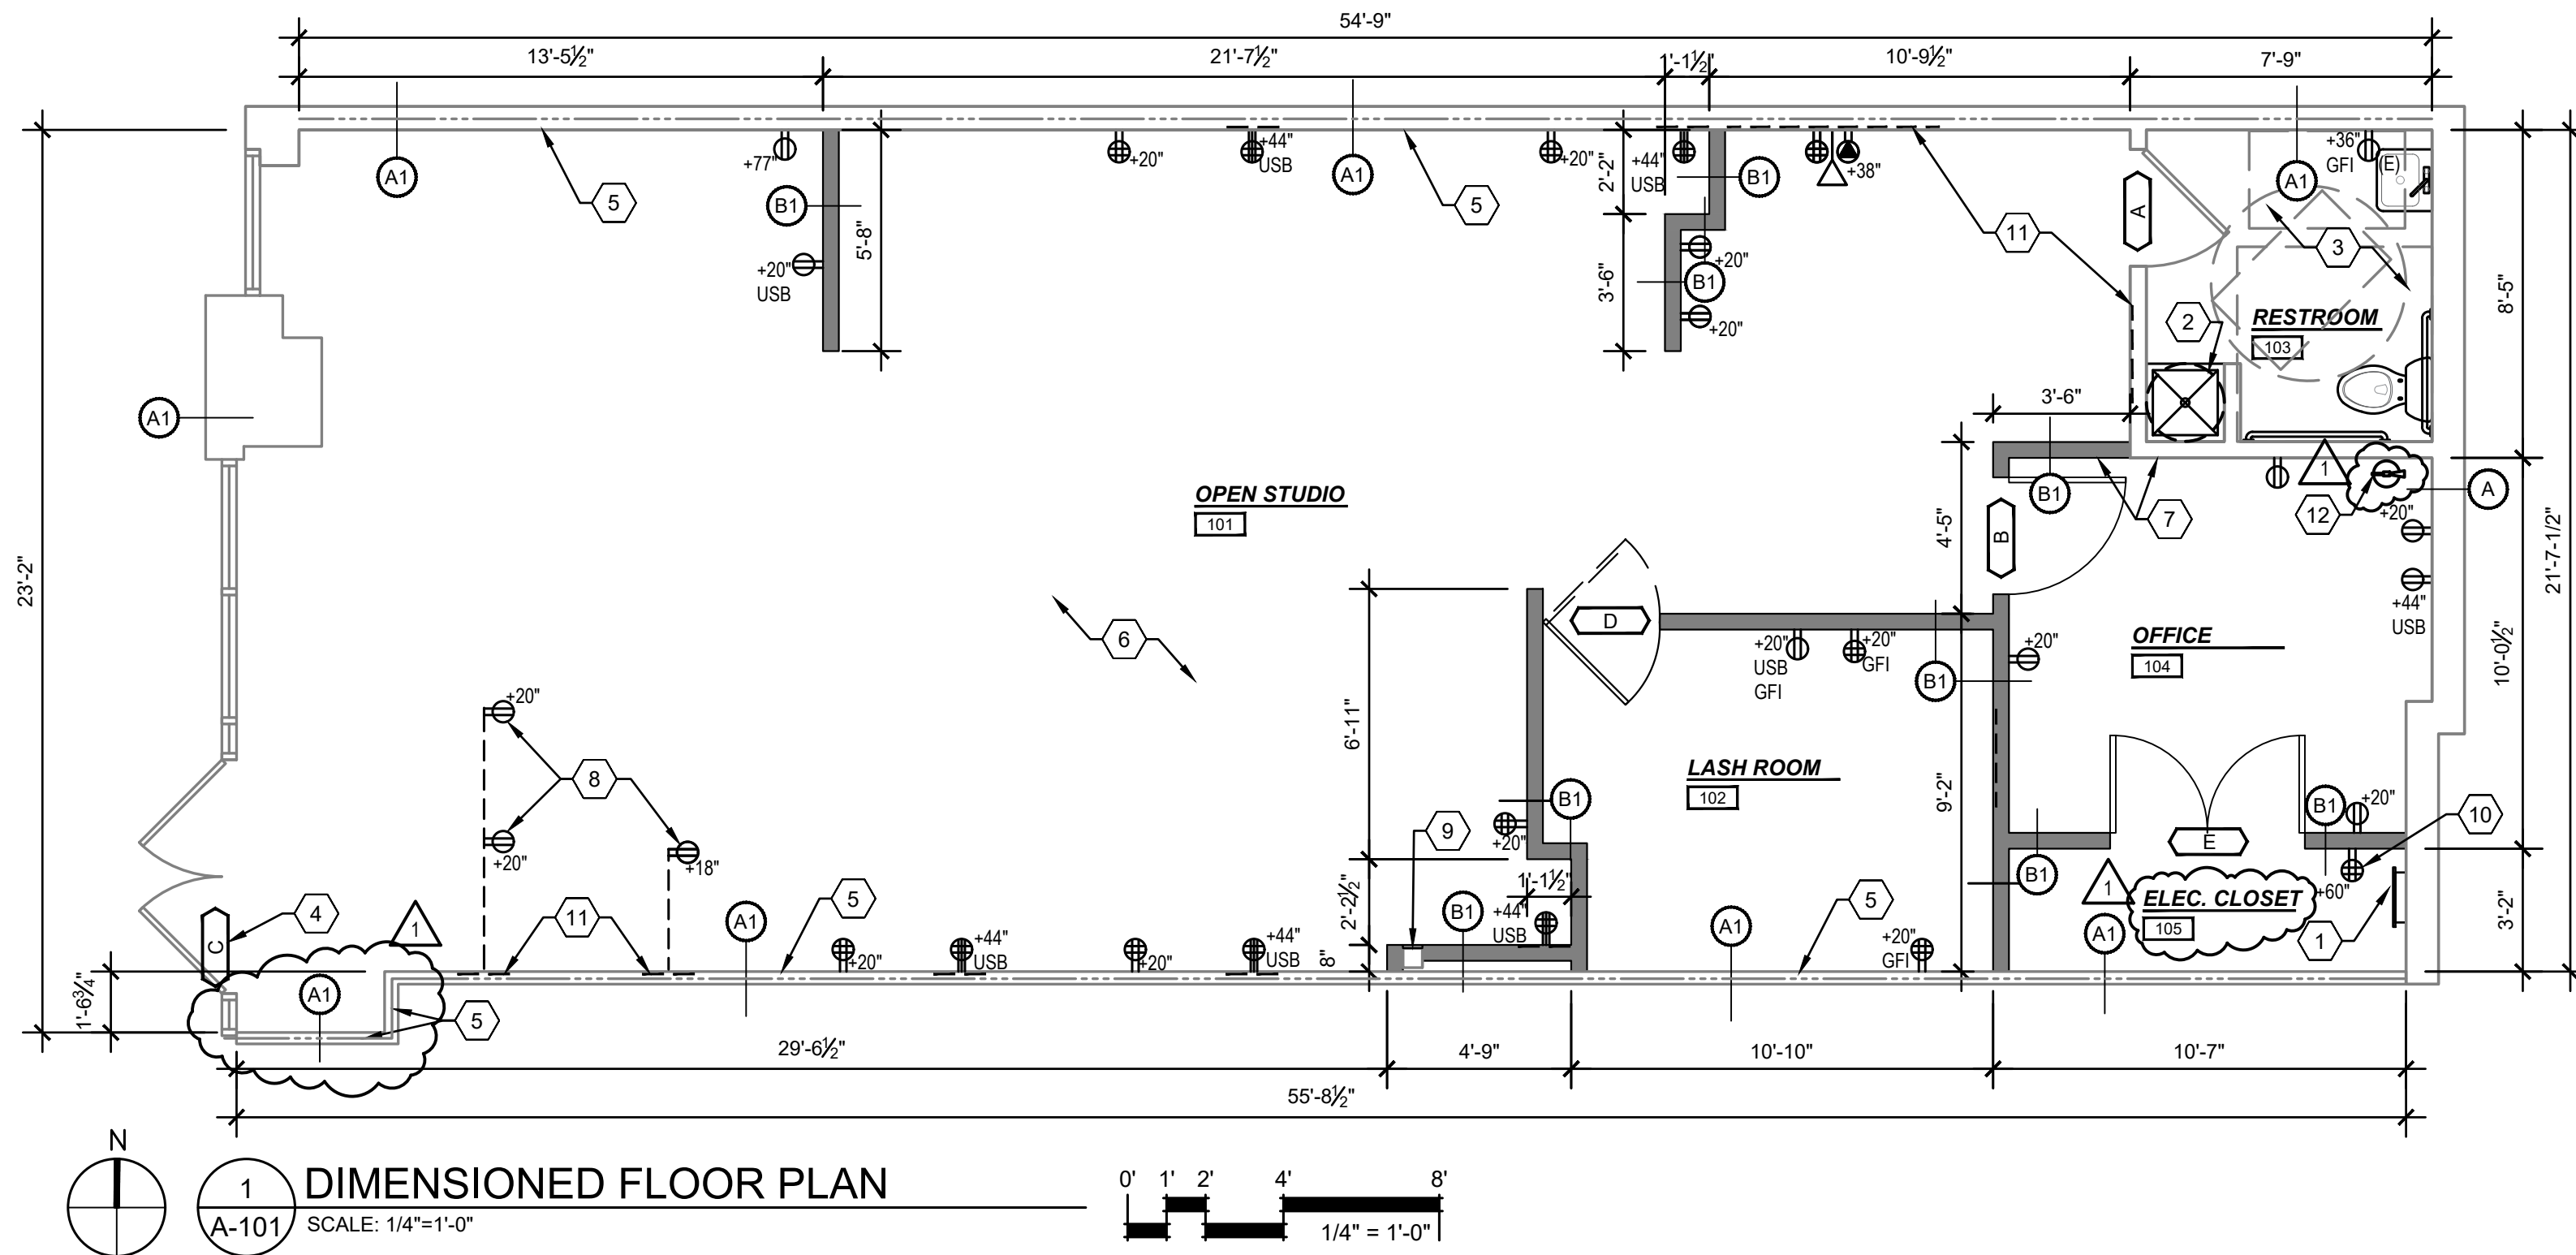 54'-9"
13'-5½" 21'-7½" 1'-1½" 10'-9½" 7'-9"
A1 5 +77" B1 +20" USB 5'-8"
+20" +44" USB A1 5 +20"
2'-2" +44" USB B1 3'-6" +20" B1 +20"
+38" 11 A
+36" GFI (E) A1 3 2
RESTROOM
103
8'-5"
23'-2"
A1
3'-6"
B1 7 1 12 A +20"
OPEN STUDIO
101
4'-5" B
21'-7-1/2"
+44"
USB
D
6
+20" USB GFI
+20" GFI
B1
+20"
OFFICE
104
10'-0½"
+20"
8
+20"
+18"
6'-11"
LASH ROOM
102
9'-2"
B1
+20"
9
B1 +20"
10
E
+60"
4 C 1
11
A1
5
+20"
+44"
USB
+20"
+44"
USB
2'-2½"
8"
1'-1½"
B1
+44"
USB
A1
5
+20"
GFI
B1
1
ELEC. CLOSET
105
A1
1
3'-2"
1'-6¾"
A1
5
29'-6½" 4'-9" 10'-10" 10'-7"
55'-8½"
N
1
A-101
DIMENSIONED FLOOR PLAN
SCALE: 1/4"=1'-0"
0' 1' 2' 4' 8'
1/4" = 1'-0"